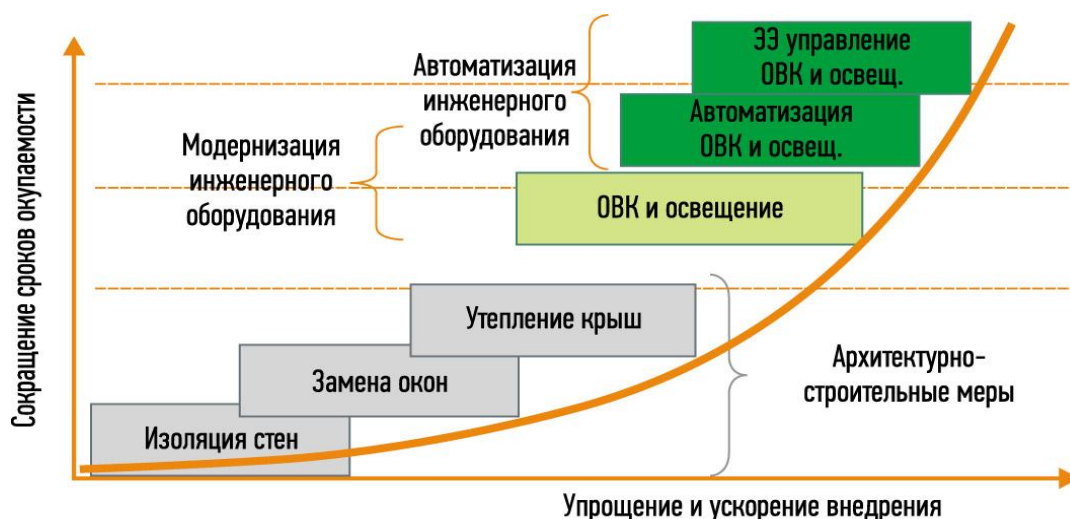 Сокращение сроков окупаемости
Автоматизация
инженерного
оборудования
ЭЭ управление
ОВК и освещ.
Автоматизация
ОВК и освещ.
Модернизация
инженерного
оборудования
ОВК и освещение
Утепление крыш
Замена окон
Изоляция стен
Архитектурно-
строительные меры
Упрощение и ускорение внедрения